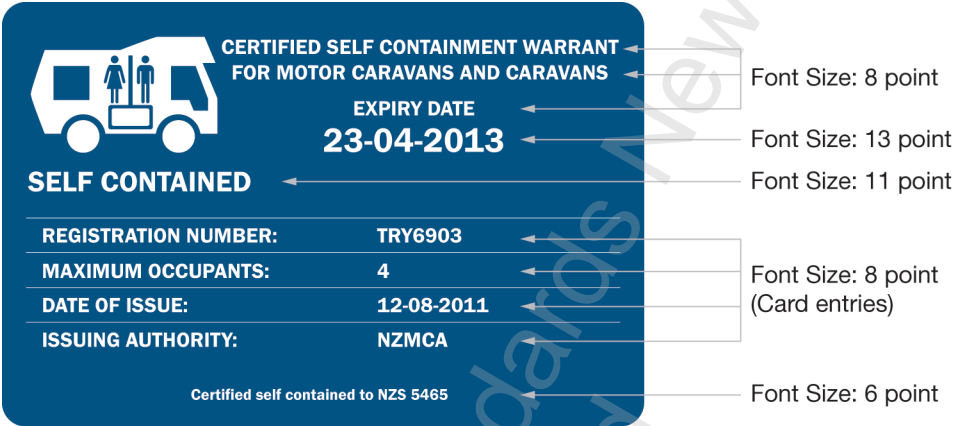 CERTIFIED SELF CONTAINMENT WARRANT
FOR MOTOR CARAVANS AND CARAVANS
EXPIRY DATE
23-04-2013
SELF CONTAINED
REGISTRATION NUMBER: TRY6903
MAXIMUM OCCUPANTS: 4
DATE OF ISSUE: 12-08-2011
ISSUING AUTHORITY: NZMCA
Certified self contained to NZS 5465
Font Size: 8 point
Font Size: 13 point
Font Size: 11 point
Font Size: 8 point
(Card entries)
Font Size: 6 point
New